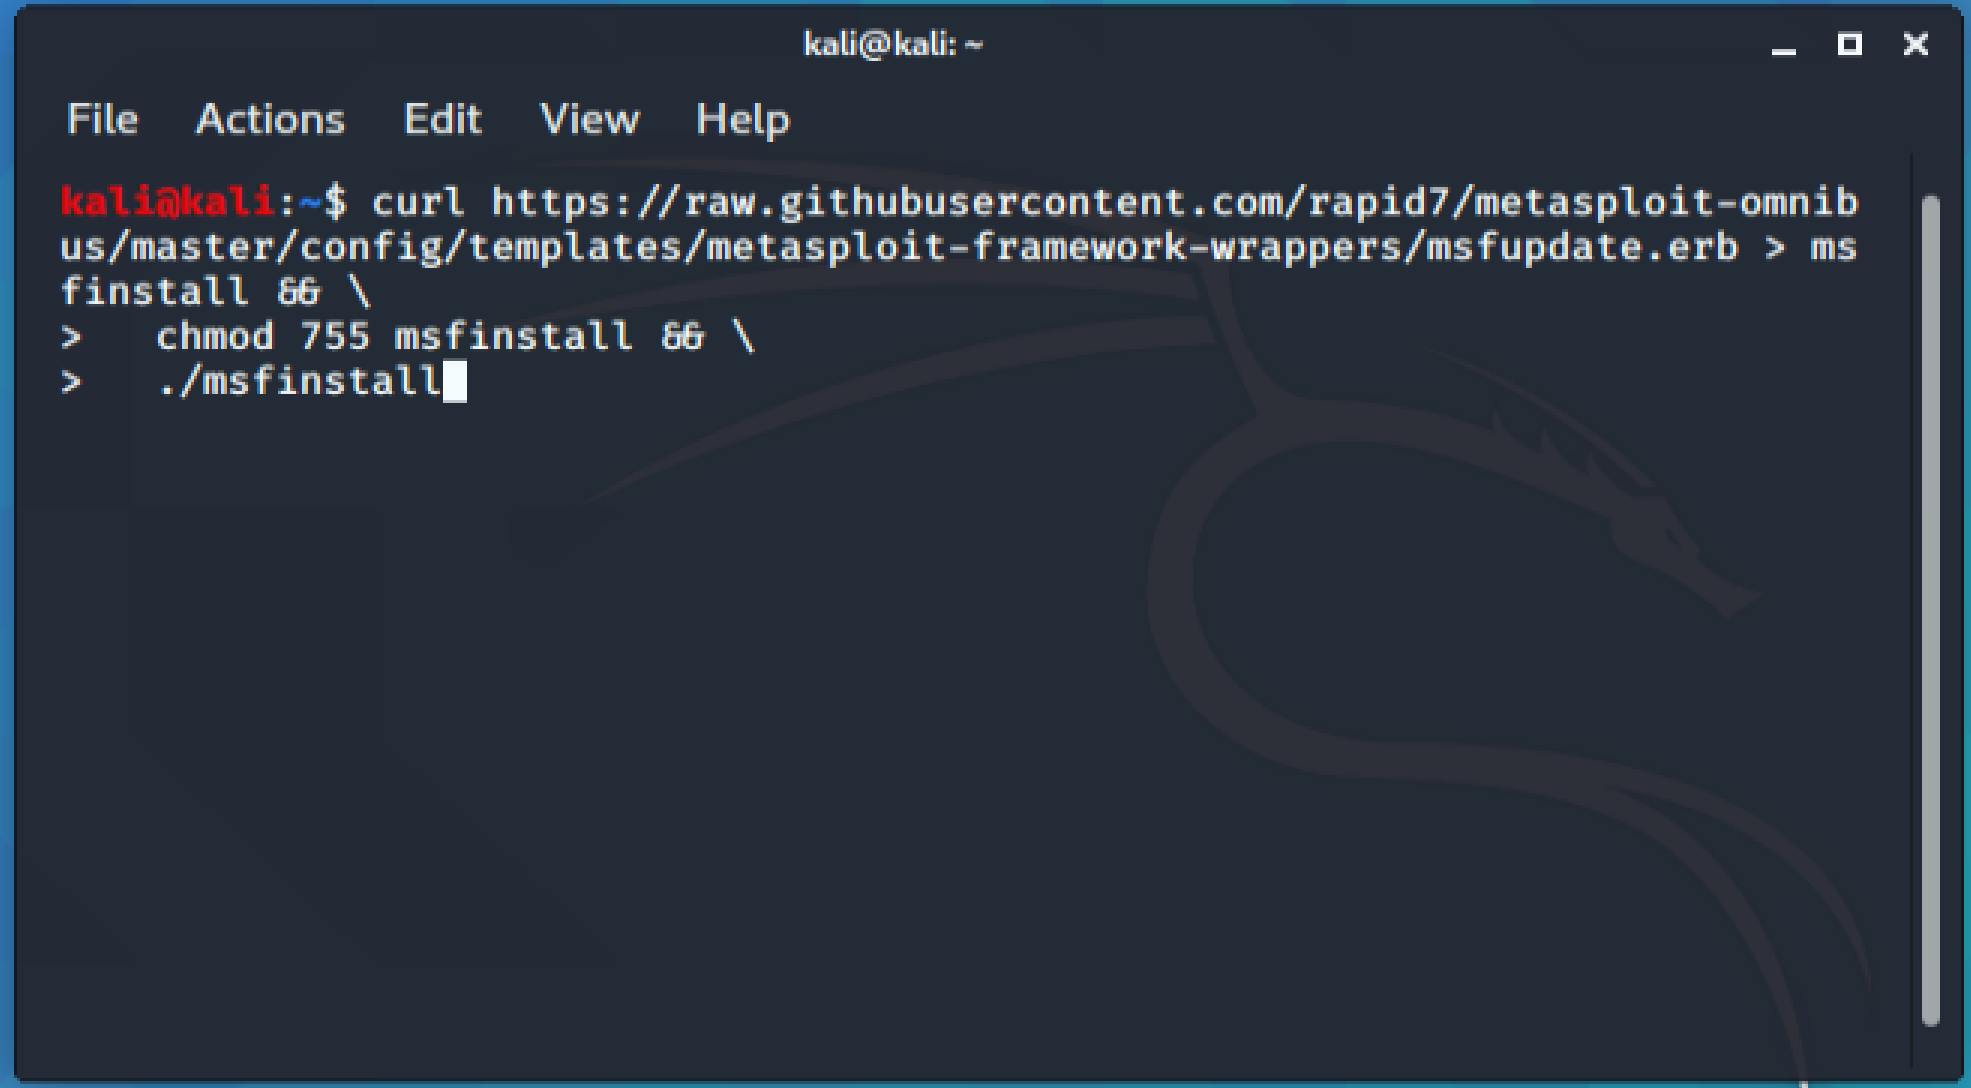 kali@kali: ~
File Actions Edit View Help
kali@kali:~$ curl https://raw.githubusercontent.com/rapid7/metasploit-omnib
us/master/config/templates/metasploit-framework-wrappers/msfupdate.erb > ms
finstall && \
>   chmod 755 msfinstall && \
>   ./msfinstall